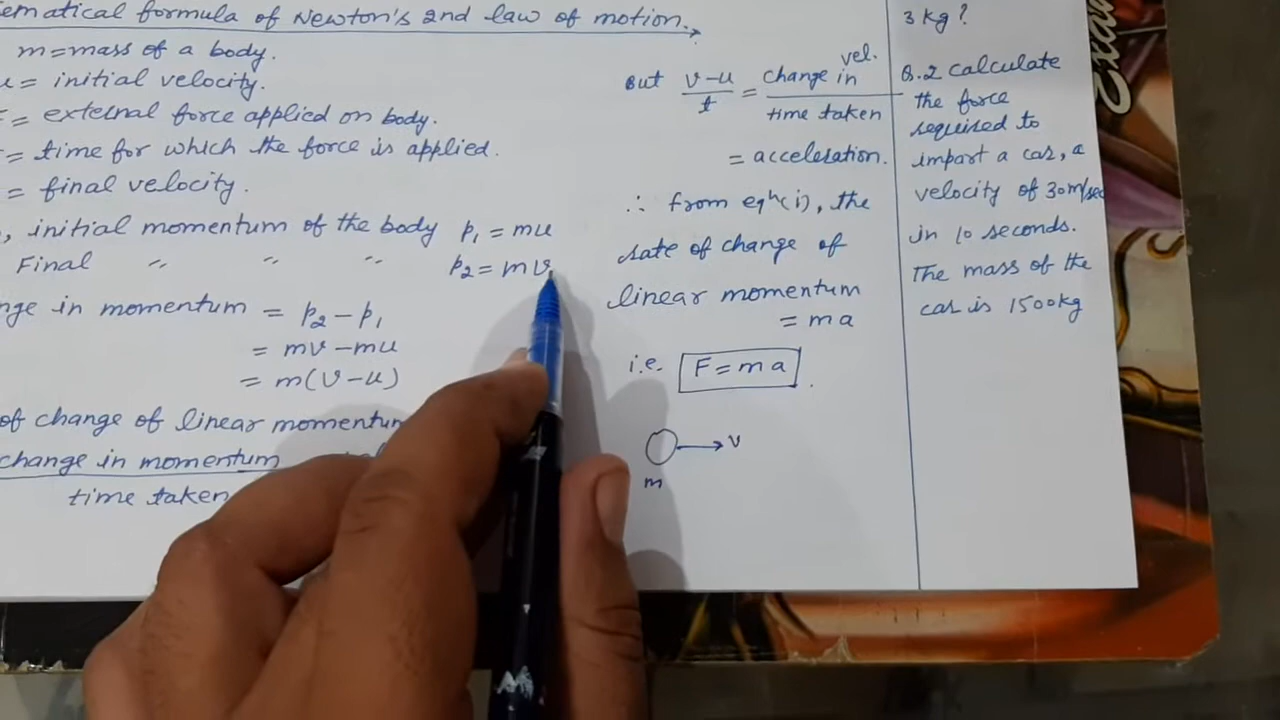 ematical formula of Newton's 2nd law of motion.
m=mass of a body.
u = initial velocity.
= external force applied on body.
= time for which the force is applied.
= final velocity.
, initial momentum of the body p₁ = mu
Final " " " p₂ = mv
nge in momentum = p₂ - p₁
= mv - mu
= m(v-u)
of change of linear momentum
change in momentum
time taken
But v-u/t = change in vel./time taken
= acceleration.
∴ from eqn(i), the
rate of change of
linear momentum
= ma
i.e. F = ma
v
m
3 kg?
Q.2 calculate
the force
required to
impart a car, a
velocity of 30m/sec
in 10 seconds.
The mass of the
car is 1500kg
Exam